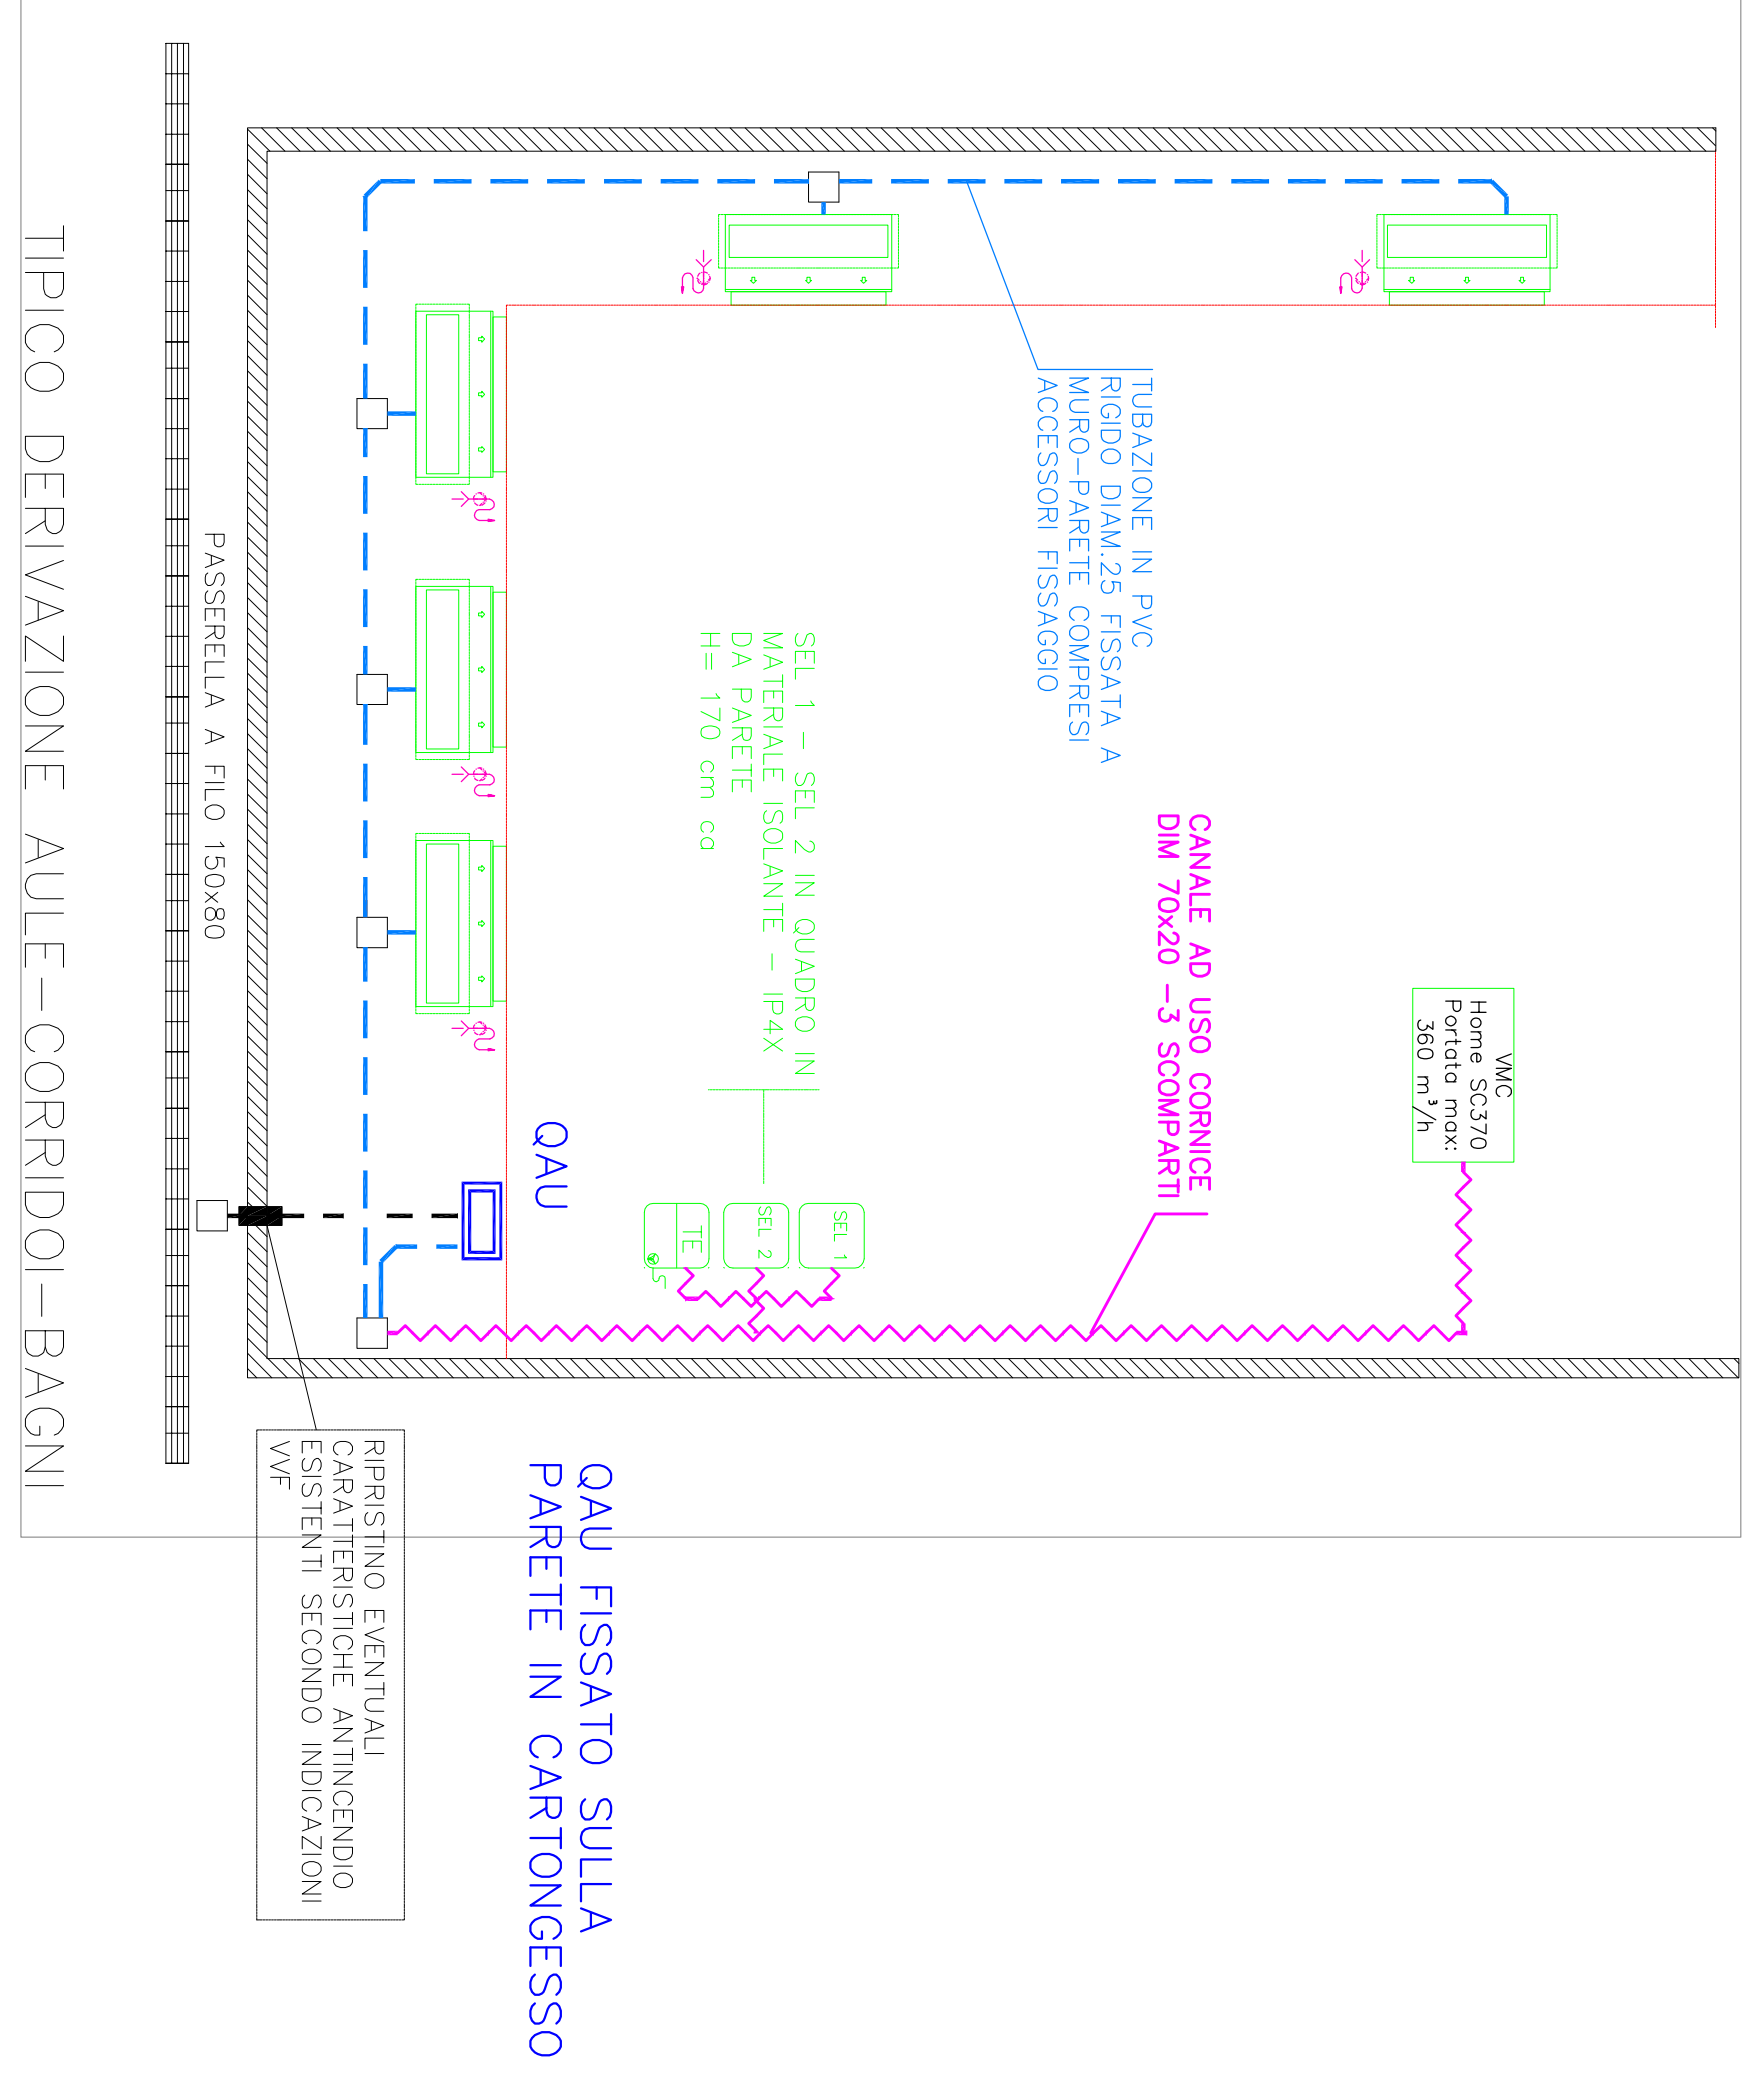 VMC
Home SC370
Portata max:
360 m³/h
CANALE AD USO CORNICE
DIM 70x20 -3 SCOMPARTI
TUBAZIONE IN PVC
RIGIDO DIAM.25 FISSATA A
MURO-PARETE COMPRESI
ACCESSORI FISSAGGIO
SEL 1 - SEL 2 IN QUADRO IN
MATERIALE ISOLANTE - IP4X
DA PARETE
H= 170 cm ca
SEL 1
SEL 2
TE
QAU
QAU FISSATO SULLA
PARETE IN CARTONGESSO
RIPRISTINO EVENTUALI
CARATTERISTICHE ANTINCENDIO
ESISTENTI SECONDO INDICAZIONI
VVF
PASSERELLA A FILO 150x80
TIPICO DERIVAZIONE AULE-CORRIDOI-BAGNI